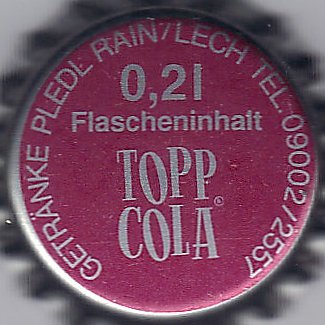 GETRÄNKE PLEDL RAIN/LECH TEL. 09002/2557
0,2l
Flascheninhalt
TOPP
COLA®